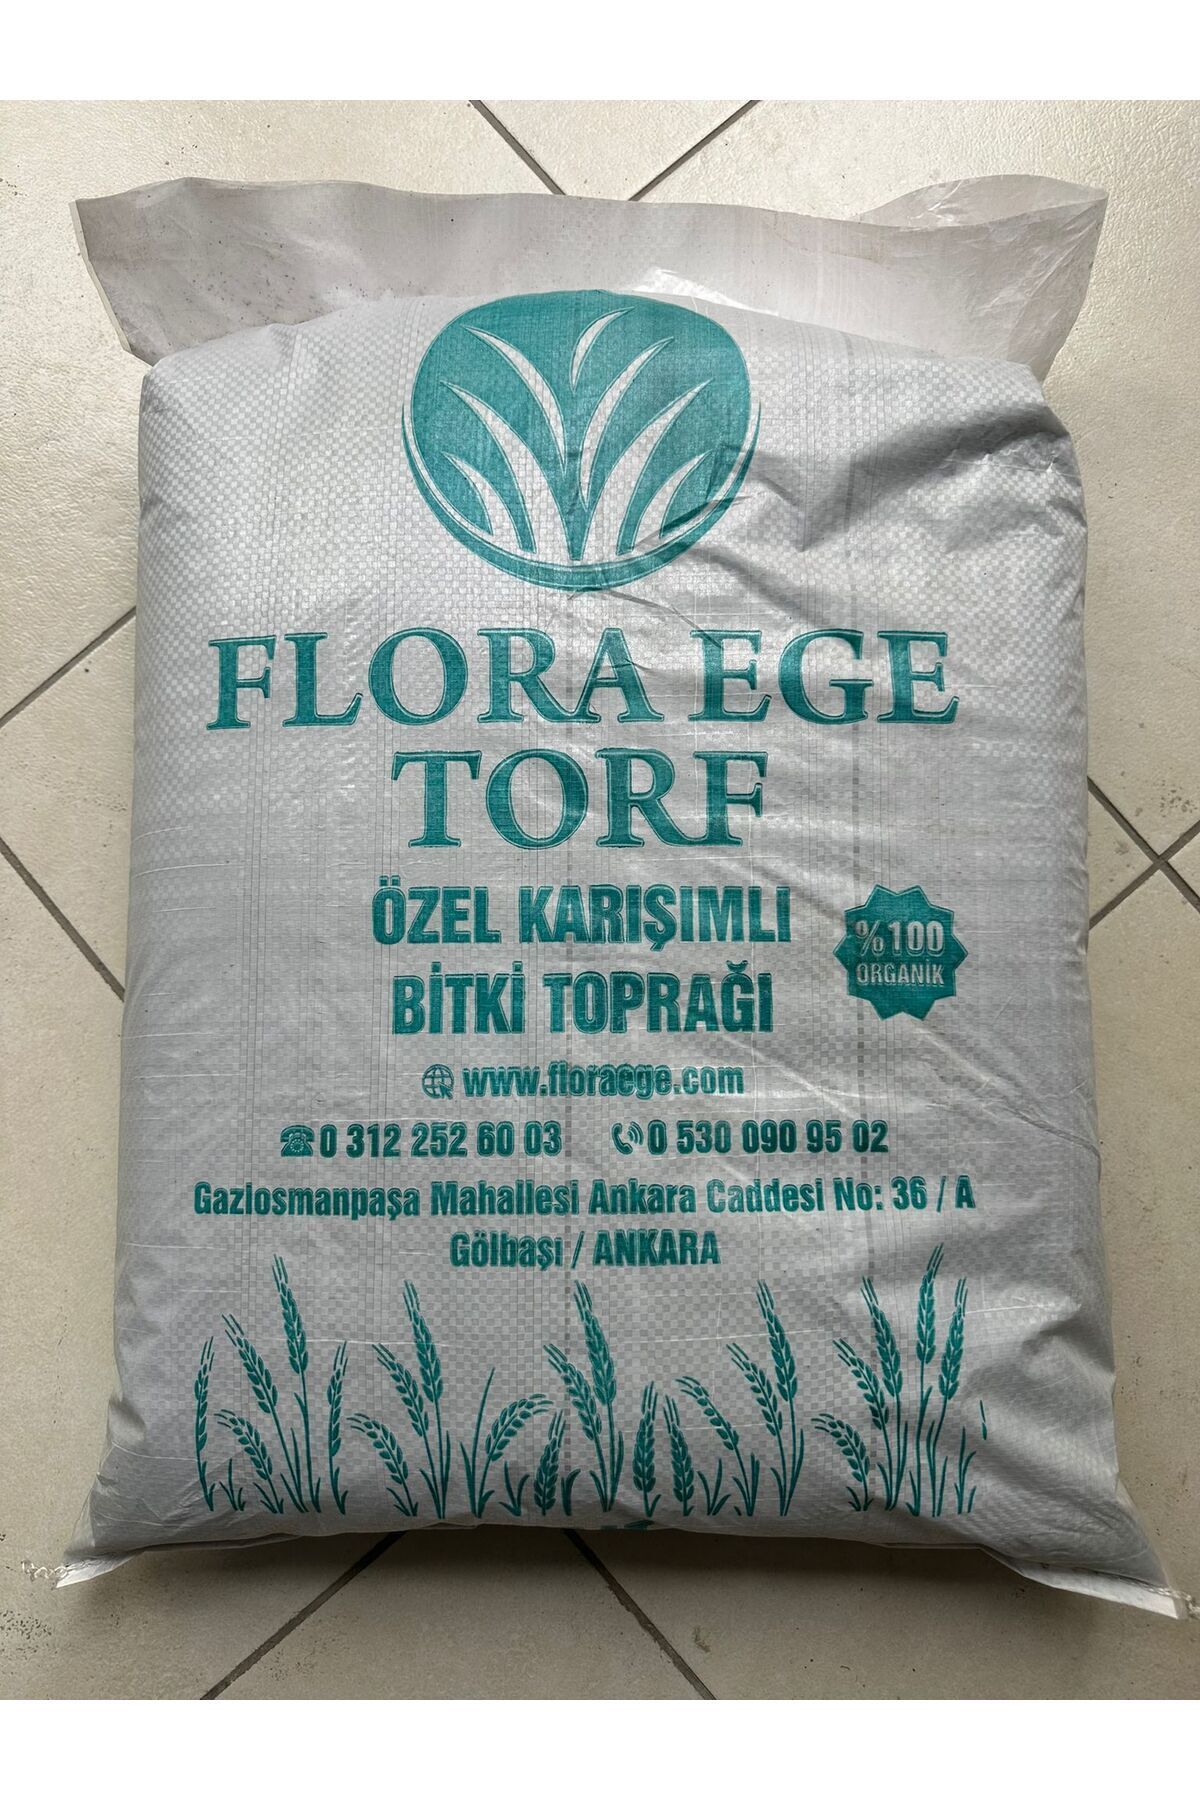 FLORA EGE
TORF
ÖZEL KARIŞIMLI
BİTKİ TOPRAĞI
%100
ORGANİK
www.floraege.com
0 312 252 60 03 0 530 090 95 02
Gaziosmanpaşa Mahallesi Ankara Caddesi No: 36 / A
Gölbaşı / ANKARA